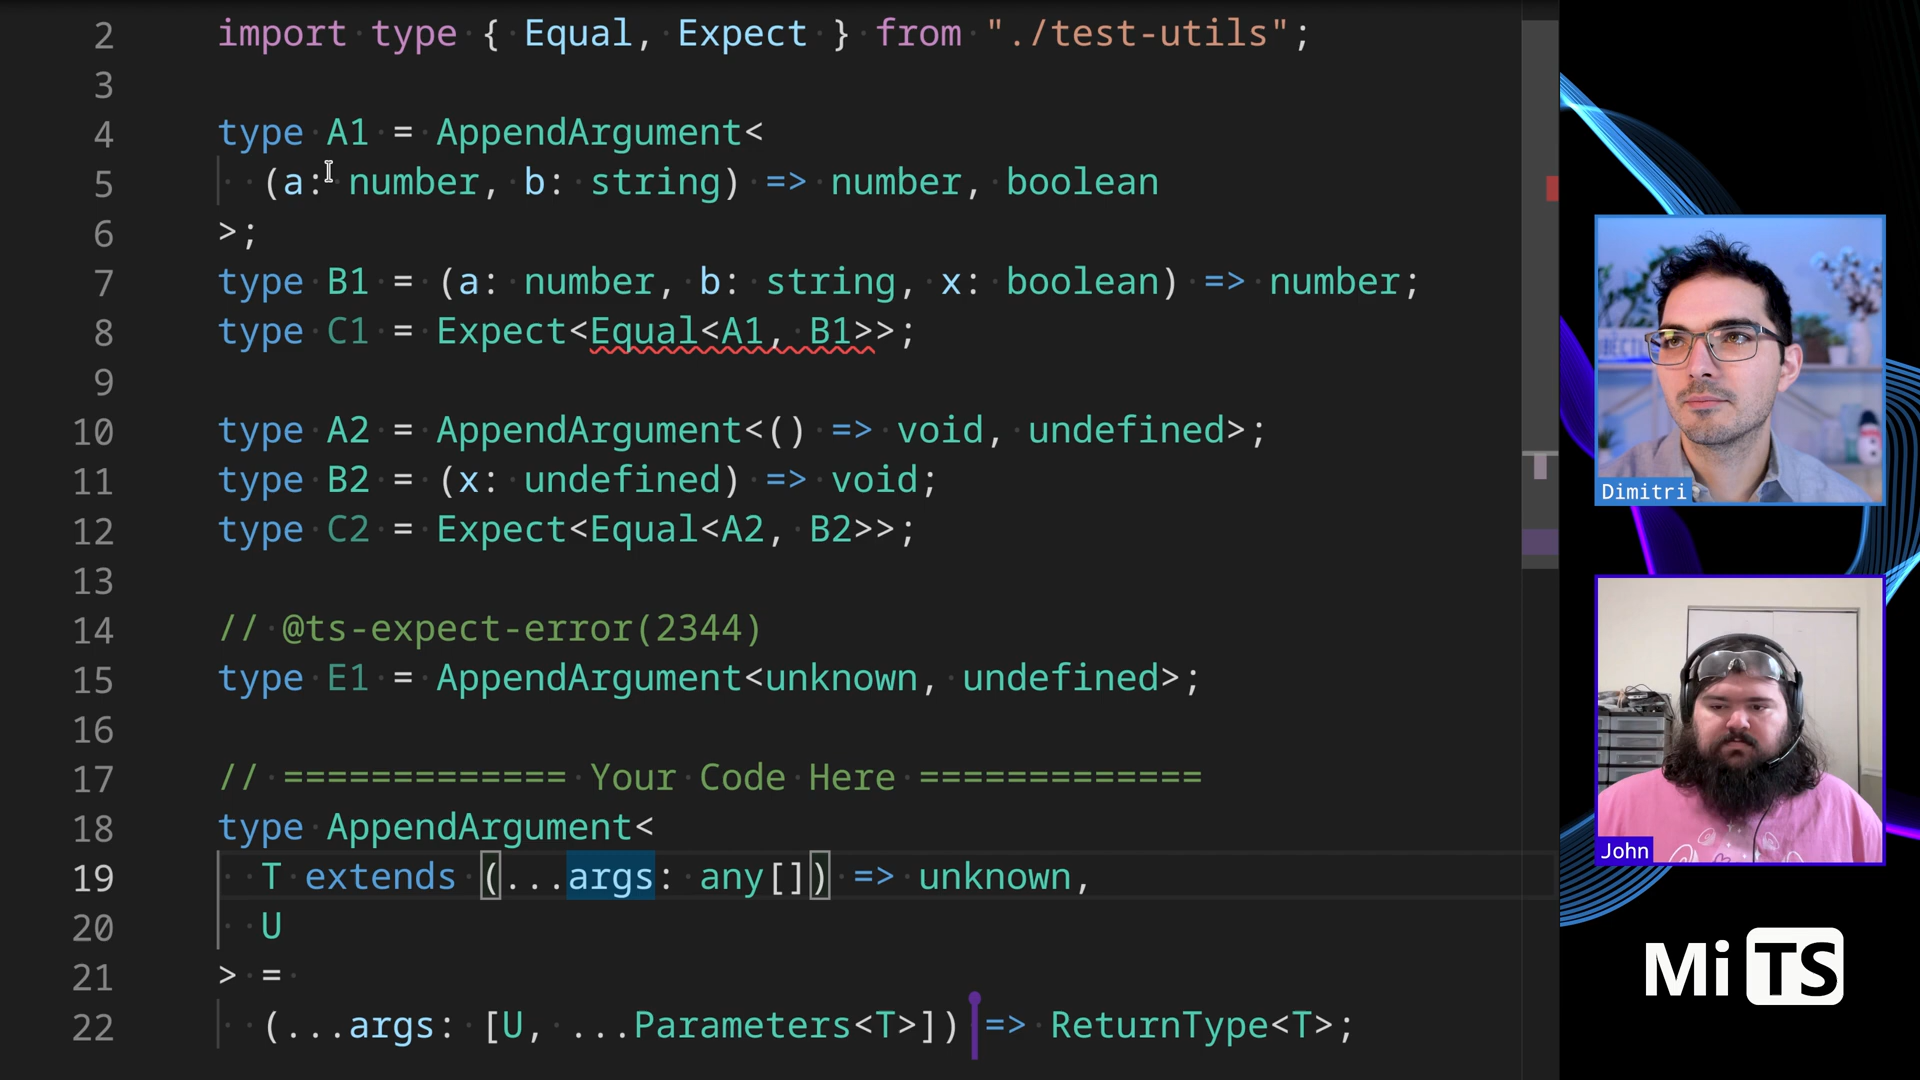 2 import type { Equal, Expect } from "./test-utils";
3
4 type A1 = AppendArgument<
5 (a: number, b: string) => number, boolean
6 >;
7 type B1 = (a: number, b: string, x: boolean) => number;
8 type C1 = Expect<Equal<A1, B1>>;
9
10 type A2 = AppendArgument<() => void, undefined>;
11 type B2 = (x: undefined) => void;
12 type C2 = Expect<Equal<A2, B2>>;
13
14 // @ts-expect-error(2344)
15 type E1 = AppendArgument<unknown, undefined>;
16
17 // ============= Your Code Here =============
18 type AppendArgument<
19 T extends (...args: any[]) => unknown,
20 U
21 > =
22 (...args: [U, ...Parameters<T>]) => ReturnType<T>;
Dimitri
John
MiTS